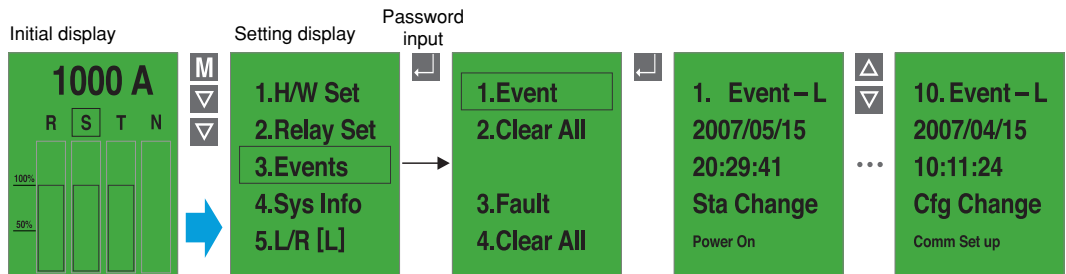 Initial display
1000 A
R S T N
100%
50%
M
Setting display
1.H/W Set
2.Relay Set
3.Events
4.Sys Info
5.L/R [L]
Password
input
1.Event
2.Clear All
3.Fault
4.Clear All
1. Event – L
2007/05/15
20:29:41
Sta Change
Power On
...
10. Event – L
2007/04/15
10:11:24
Cfg Change
Comm Set up